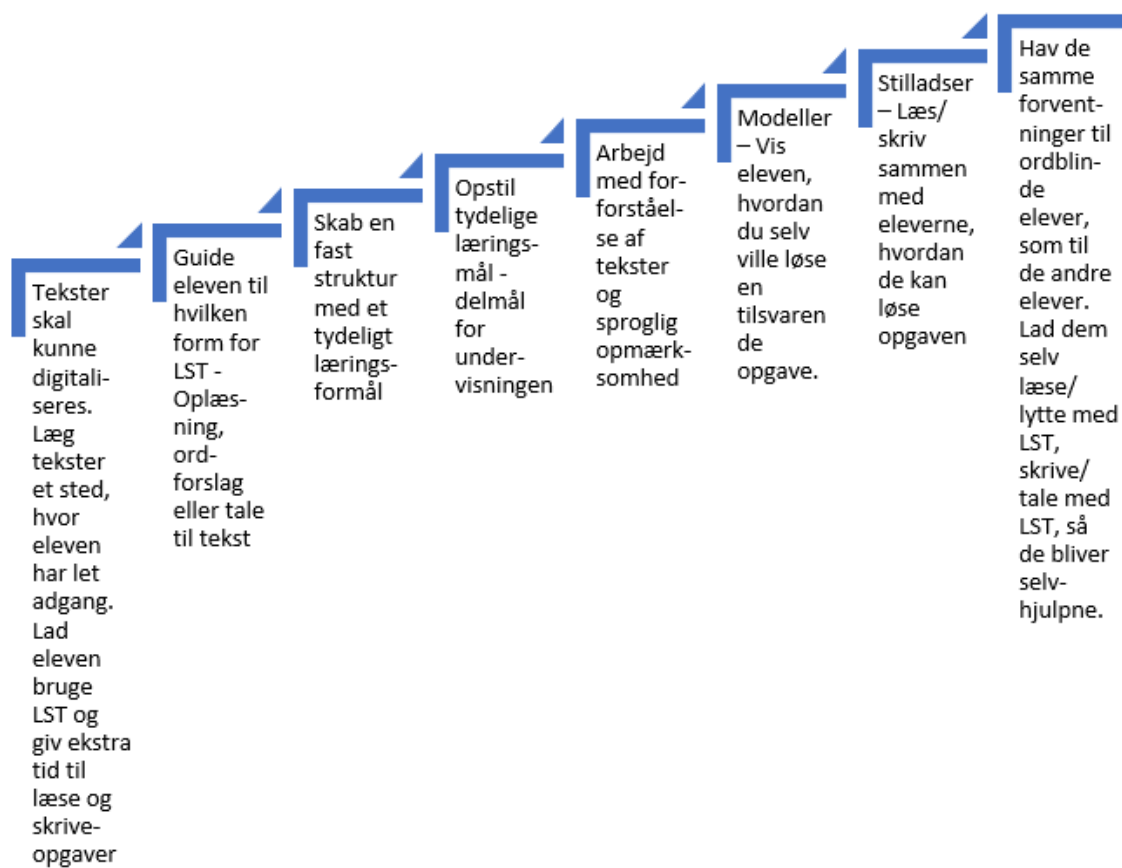 Tekster
skal
kunne
digitali-
seres.
Læg
tekster
et sted,
hvor
eleven
har let
adgang.
Lad
eleven
bruge
LST og
giv ekstra
tid til
læse og
skrive-
opgaver
Guide
eleven til
hvilken
form for
LST -
Oplæs-
ning,
ord-
forslag
eller tale
til tekst
Skab en
fast
struktur
med et
tydeligt
lærings-
formål
Opstil
tydelige
lærings-
mål -
delmål
for
under-
visningen
Arbejd
med for-
forståel-
se af
tekster
og
sproglig
opmærk-
somhed
Modeller
– Vis
eleven,
hvordan
du selv
ville løse
en
tilsvaren
de
opgave.
Stilladser
– Læs/
skriv
sammen
med
eleverne,
hvordan
de kan
løse
opgaven
Hav de
samme
forvent-
ninger til
ordblin-
de
elever,
som til
de andre
elever.
Lad dem
selv
læse/
lytte med
LST,
skrive/
tale med
LST, så
de bliver
selv-
hjulpne.